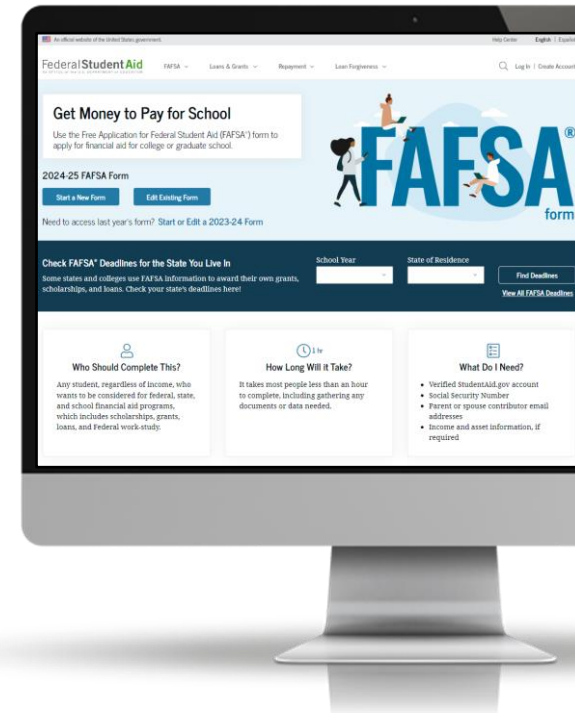 An official website of the United States government.
Help Center English | Español
Federal Student Aid
FAFSA Loans & Grants Repayment Loan Forgiveness Log In | Create Account
Get Money to Pay for School
Use the Free Application for Federal Student Aid (FAFSA®) form to
apply for financial aid for college or graduate school.
2024-25 FAFSA Form
Start a New Form Edit Existing Form
Need to access last year's form? Start or Edit a 2023-24 Form
FAFSA®
form
Check FAFSA® Deadlines for the State You Live In
Some states and colleges use FAFSA information to award their own grants,
scholarships, and loans. Check your state's deadlines here!
School Year State of Residence
Find Deadlines
View All FAFSA Deadlines
Who Should Complete This?
Any student, regardless of income, who
wants to be considered for federal, state,
and school financial aid programs,
which includes scholarships, grants,
loans, and Federal work-study.
1 hr
How Long Will it Take?
It takes most people less than an hour
to complete, including gathering any
documents or data needed.
What Do I Need?
• Verified StudentAid.gov account
• Social Security Number
• Parent or spouse contributor email
addresses
• Income and asset information, if
required